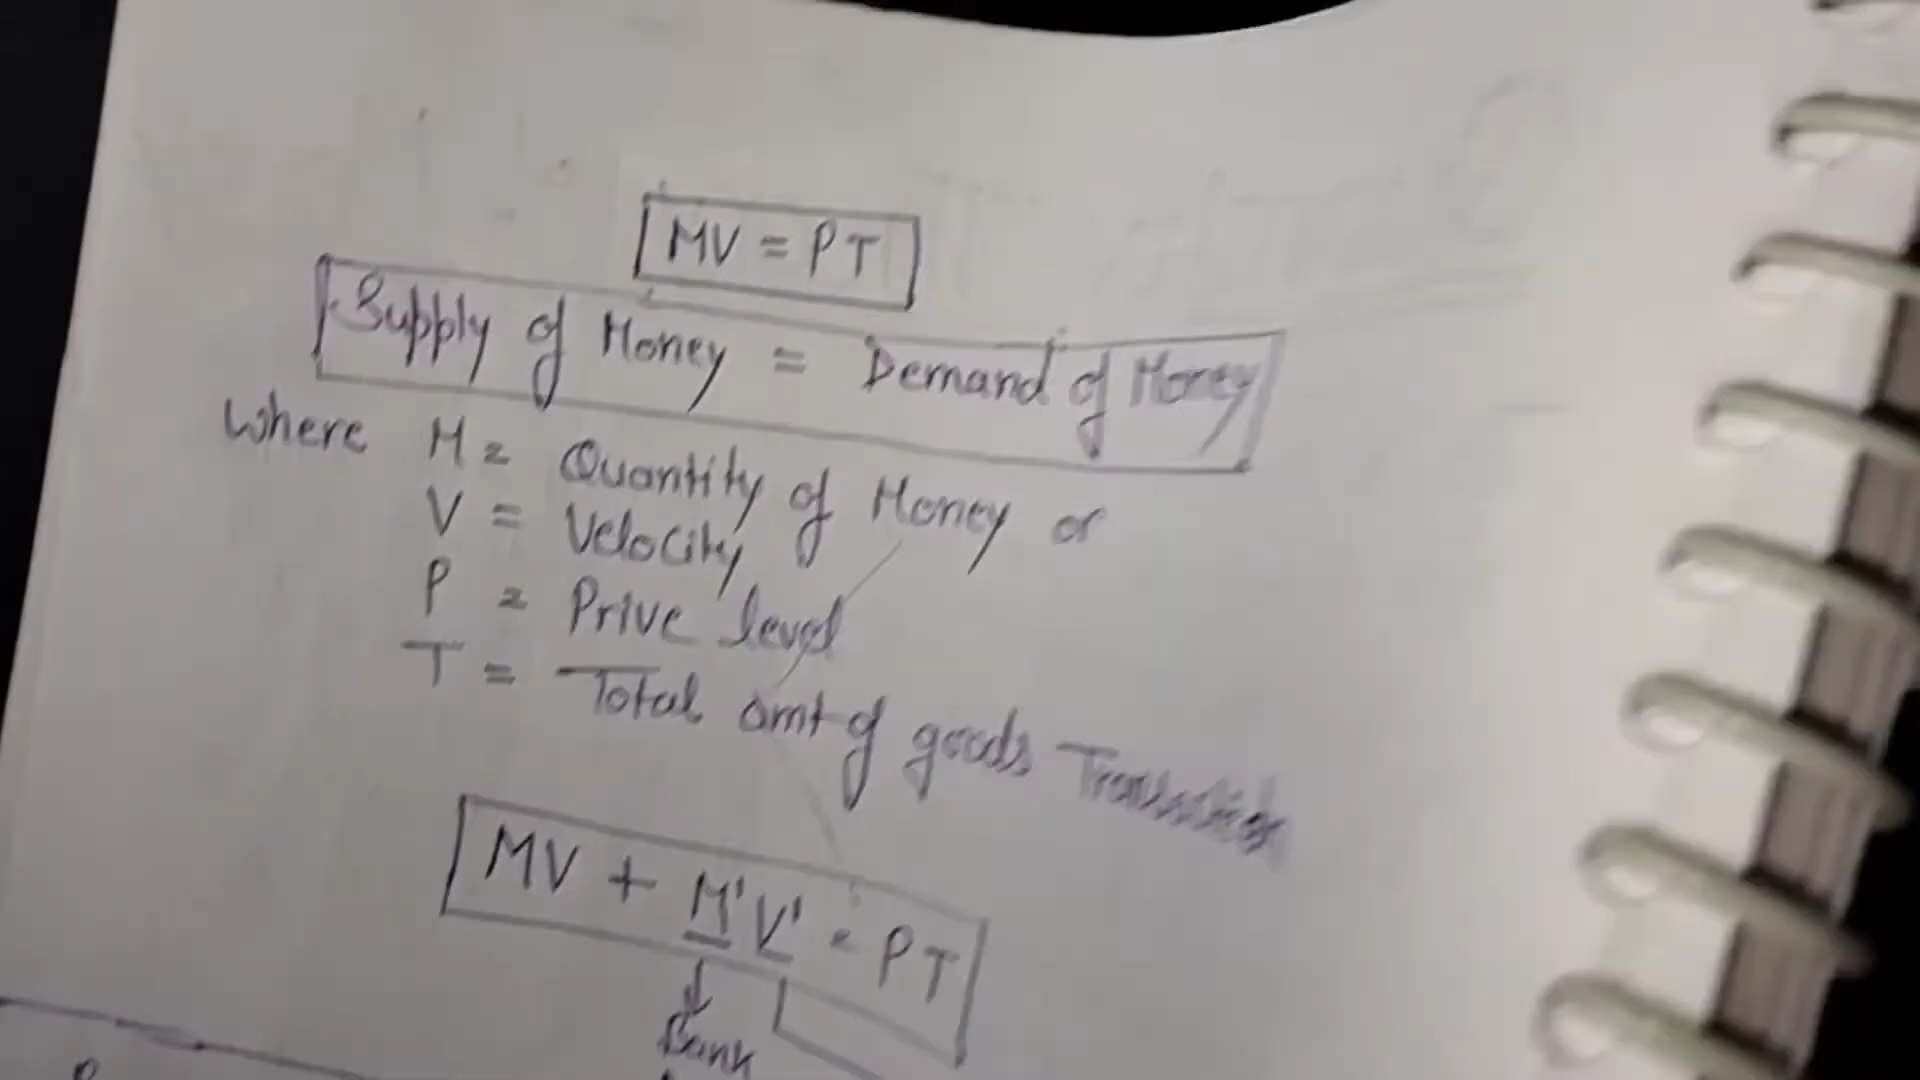 MV = PT
Supply of Money = Demand of Money
where M = Quantity of Money or
V = Velocity
P = Prive level
T = Total amt of goods
MV + M'V' = PT
Bank